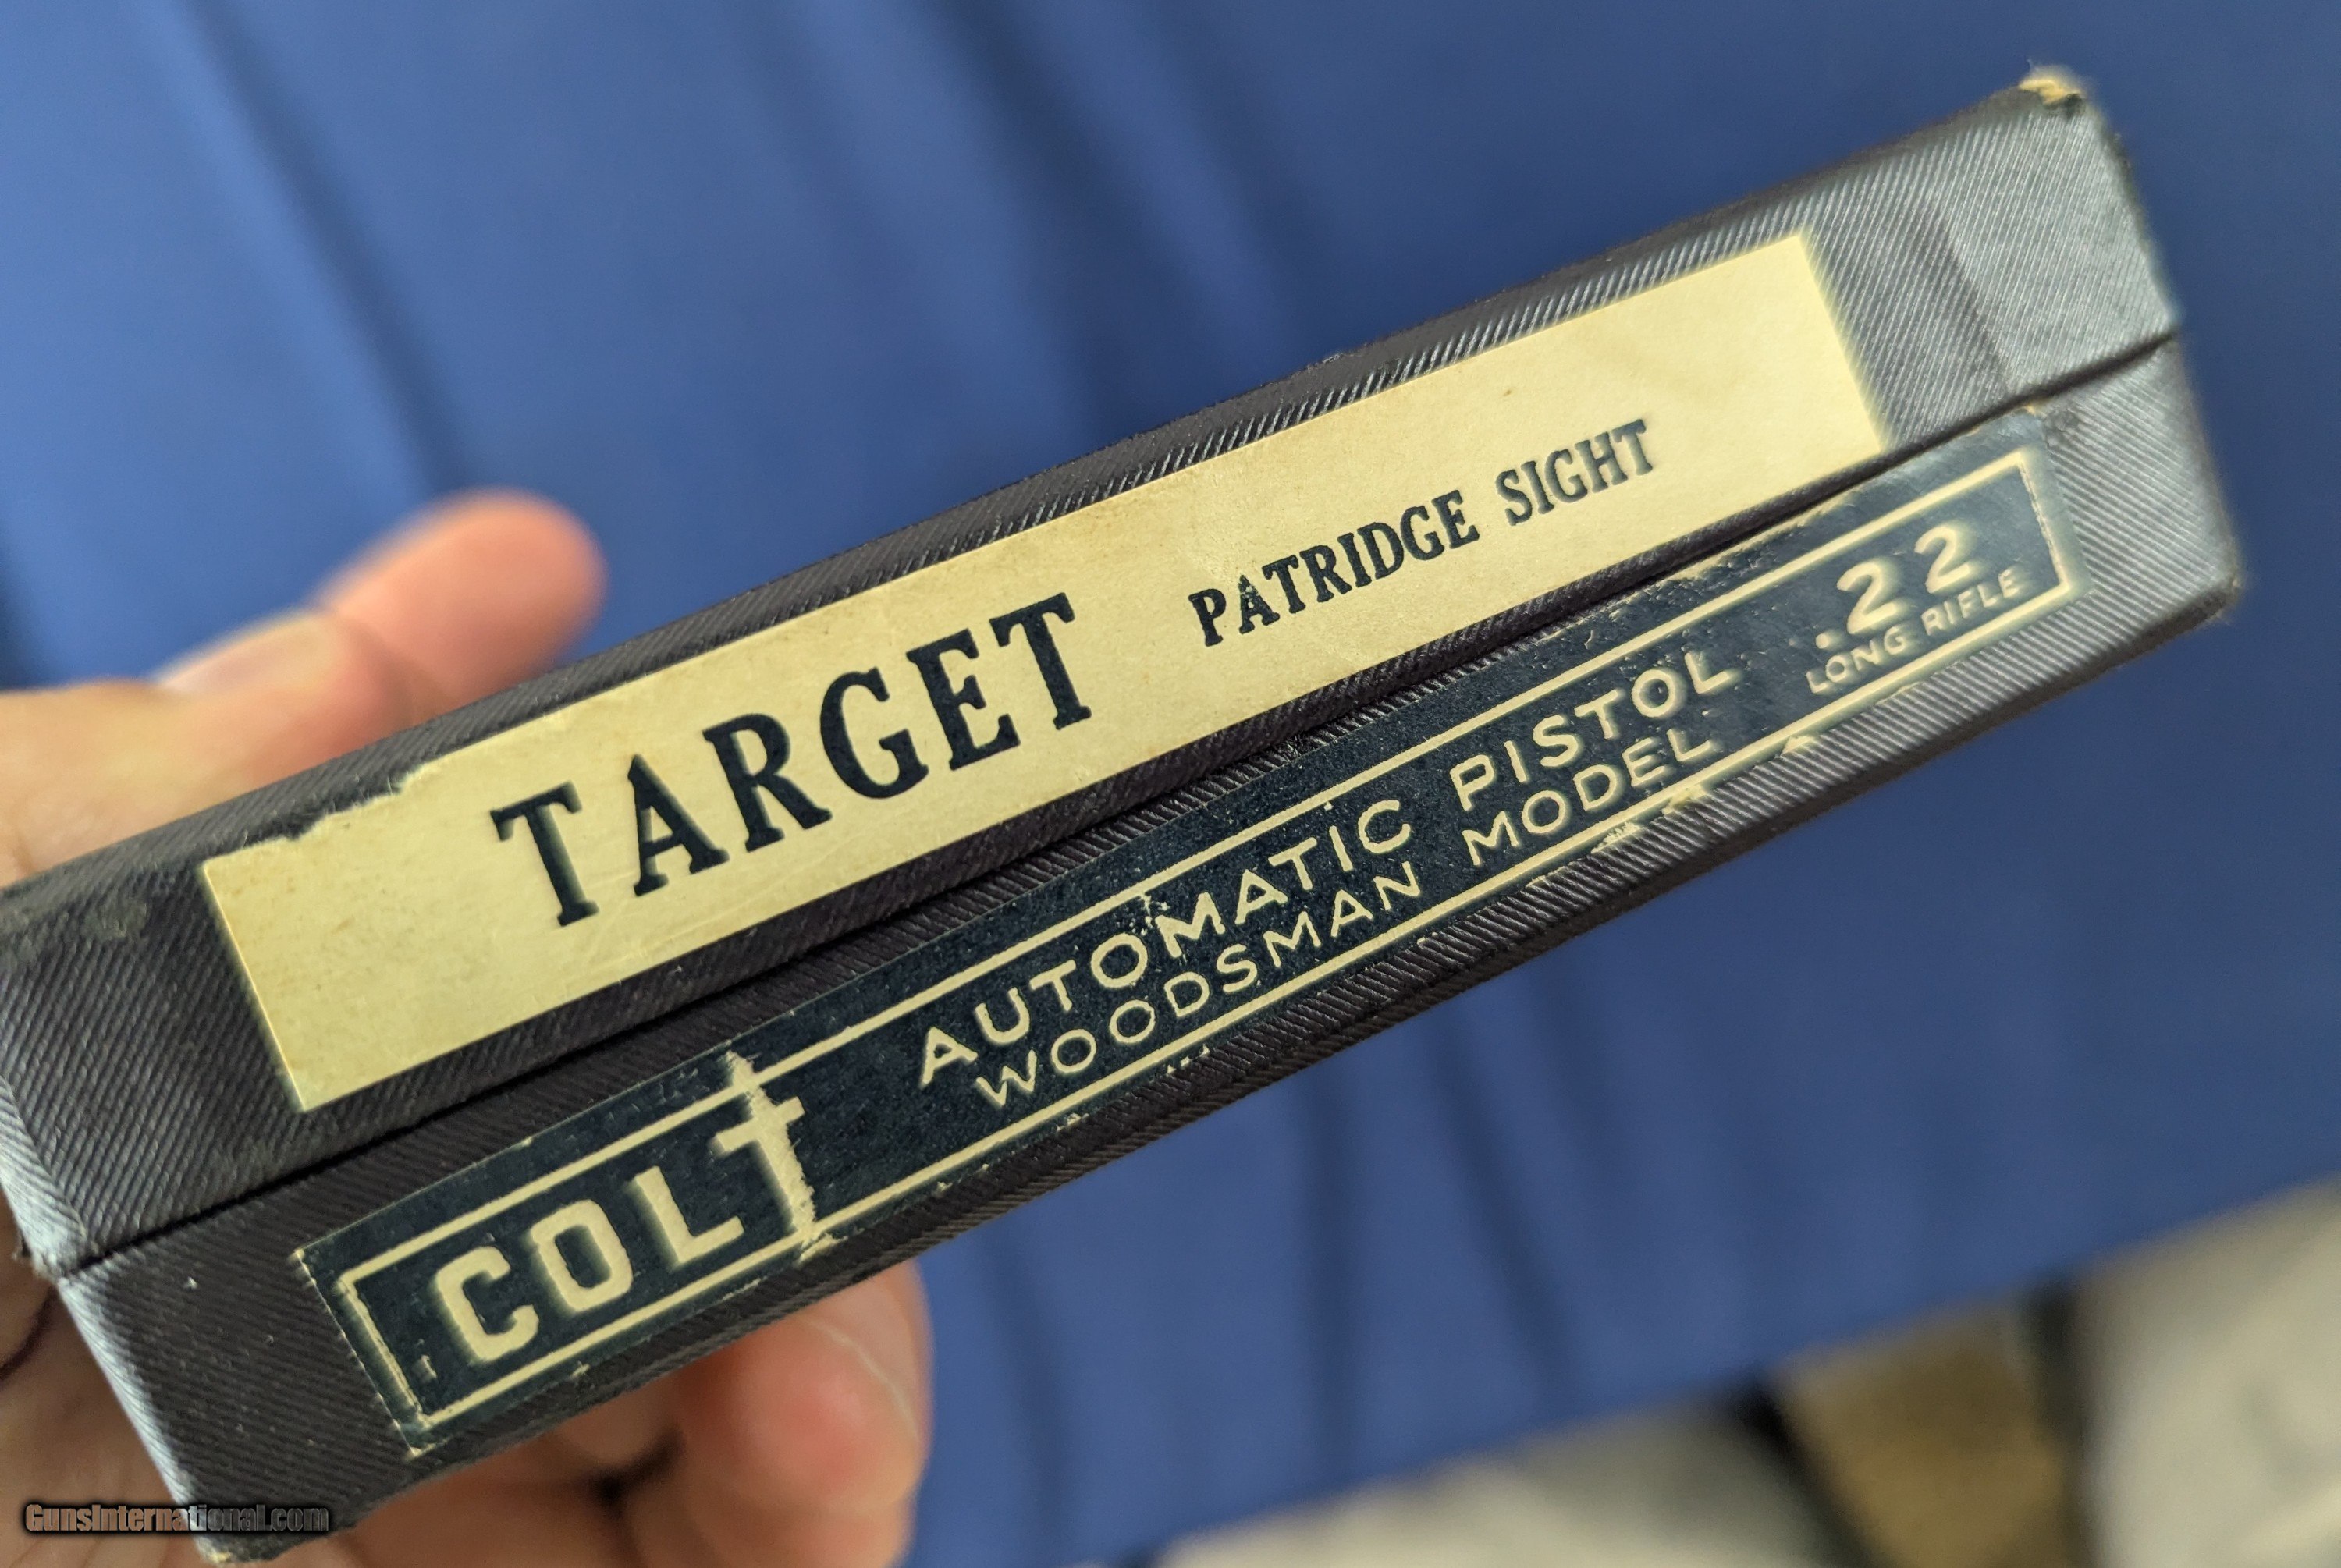 TARGET PATRIDGE SIGHT
COLT AUTOMATIC PISTOL .22
WOODSMAN MODEL LONG RIFLE
GunsInternational.com